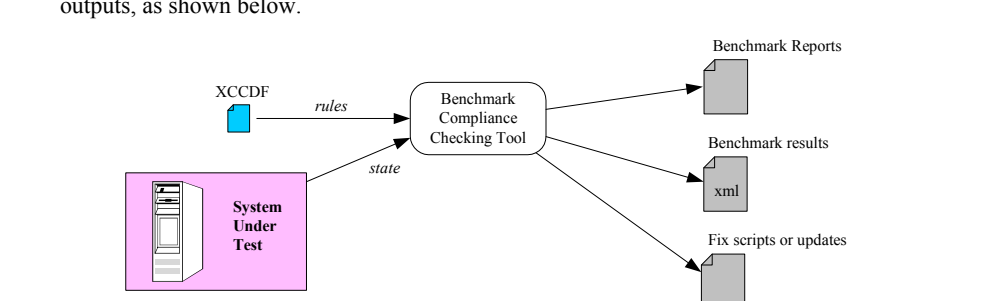 outputs, as shown below.
Benchmark Reports
XCCDF
rules
Benchmark
Compliance
Checking Tool
Benchmark results
state
xml
System
Under
Test
Fix scripts or updates